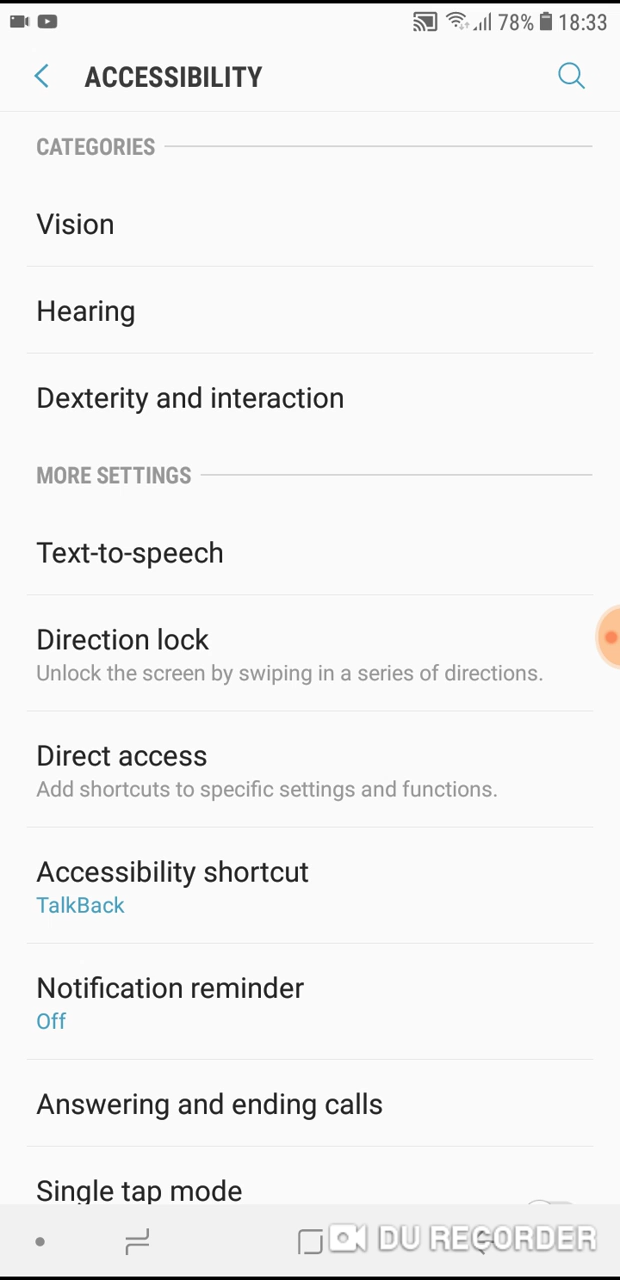 78% 18:33
ACCESSIBILITY
CATEGORIES
Vision
Hearing
Dexterity and interaction
MORE SETTINGS
Text-to-speech
Direction lock
Unlock the screen by swiping in a series of directions.
Direct access
Add shortcuts to specific settings and functions.
Accessibility shortcut
TalkBack
Notification reminder
Off
Answering and ending calls
Single tap mode
DU RECORDER